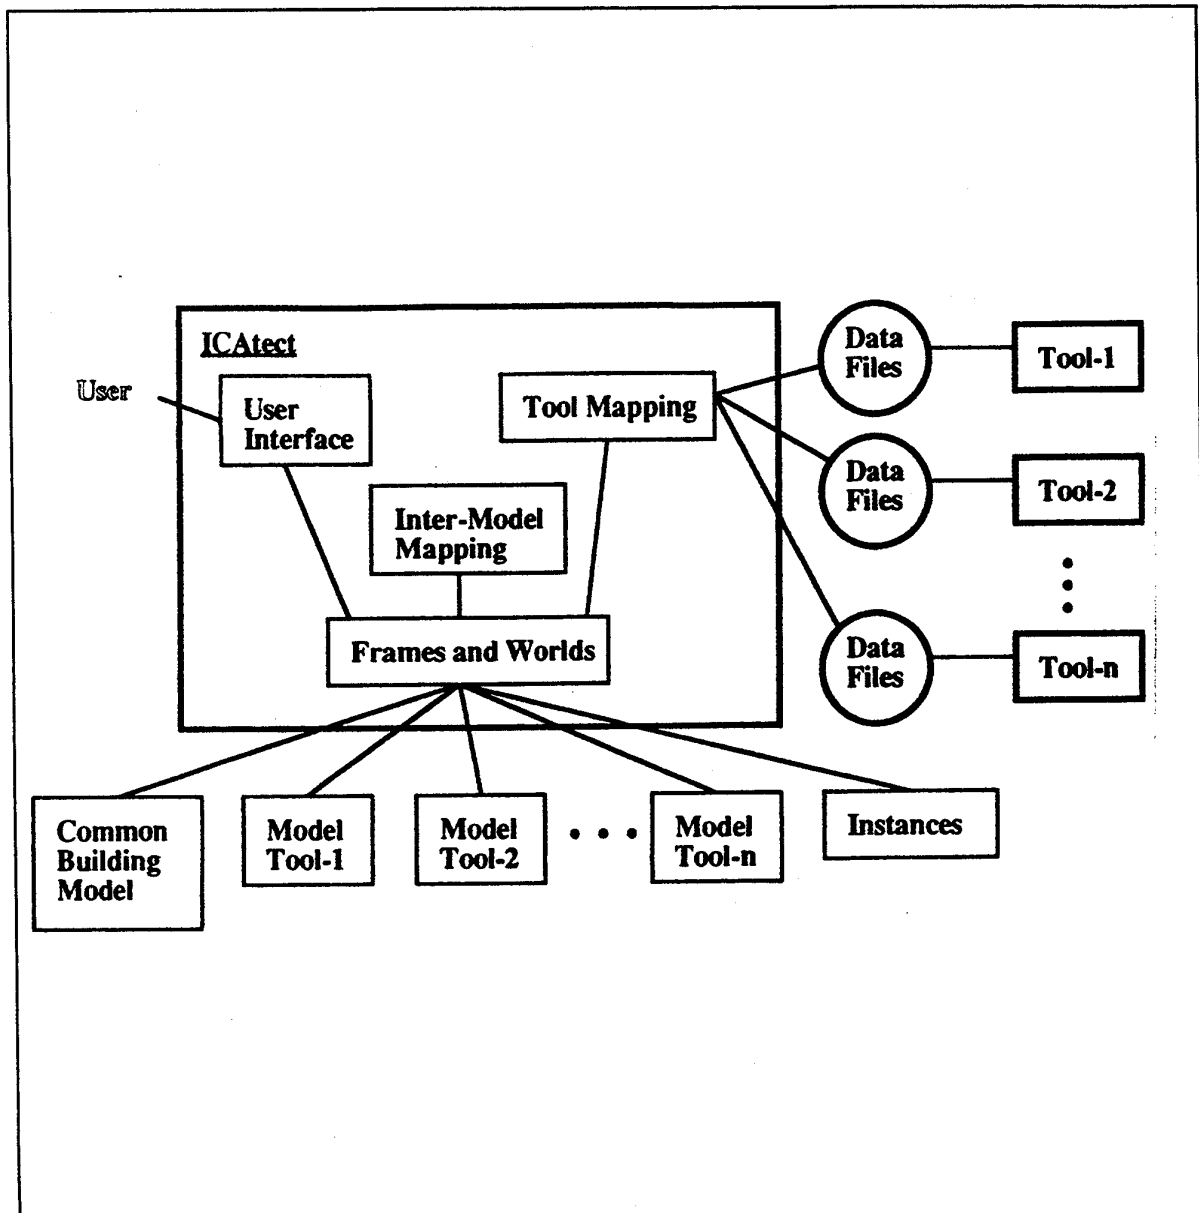 ICAtect
User
User
Interface
Tool Mapping
Inter-Model
Mapping
Frames and Worlds
Data
Files
Tool-1
Data
Files
Tool-2
Data
Files
Tool-n
Common
Building
Model
Model
Tool-1
Model
Tool-2
Model
Tool-n
Instances